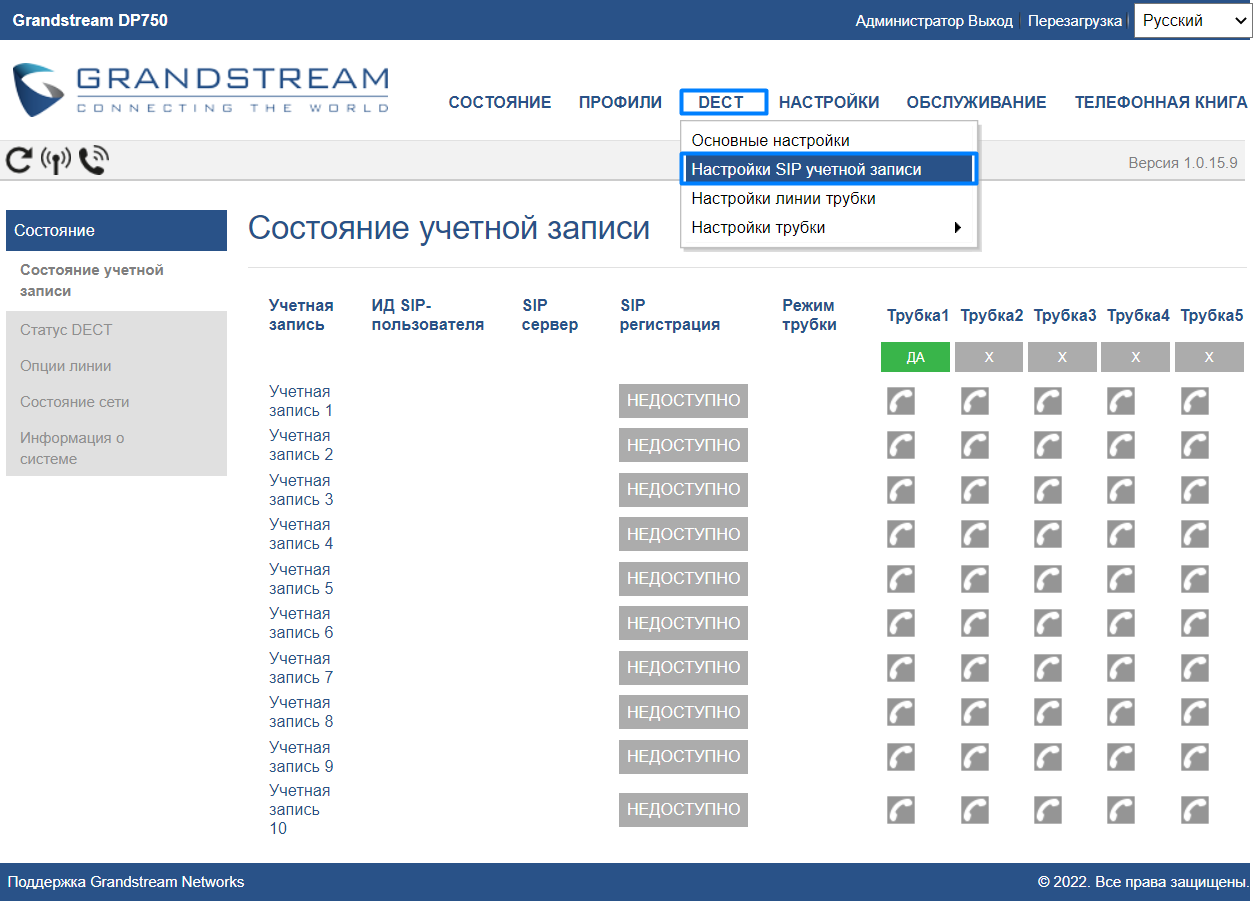 Grandstream DP750
Администратор Выход Перезагрузка Русский
GRANDSTREAM
CONNECTING THE WORLD
СОСТОЯНИЕ ПРОФИЛИ DECT НАСТРОЙКИ ОБСЛУЖИВАНИЕ ТЕЛЕФОННАЯ КНИГА
Основные настройки
Настройки SIP учетной записи
Настройки линии трубки
Настройки трубки
Версия 1.0.15.9
Состояние
Состояние учетной
записи
Статус DECT
Опции линии
Состояние сети
Информация о
системе
Состояние учетной записи
Учетная
запись
ИД SIP-
пользователя
SIP
сервер
SIP
регистрация
Режим
трубки
Трубка1 Трубка2 Трубка3 Трубка4 Трубка5
ДА X X X X
Учетная
запись 1
НЕДОСТУПНО
Учетная
запись 2
НЕДОСТУПНО
Учетная
запись 3
НЕДОСТУПНО
Учетная
запись 4
НЕДОСТУПНО
Учетная
запись 5
НЕДОСТУПНО
Учетная
запись 6
НЕДОСТУПНО
Учетная
запись 7
НЕДОСТУПНО
Учетная
запись 8
НЕДОСТУПНО
Учетная
запись 9
НЕДОСТУПНО
Учетная
запись
10
НЕДОСТУПНО
Поддержка Grandstream Networks
© 2022. Все права защищены.